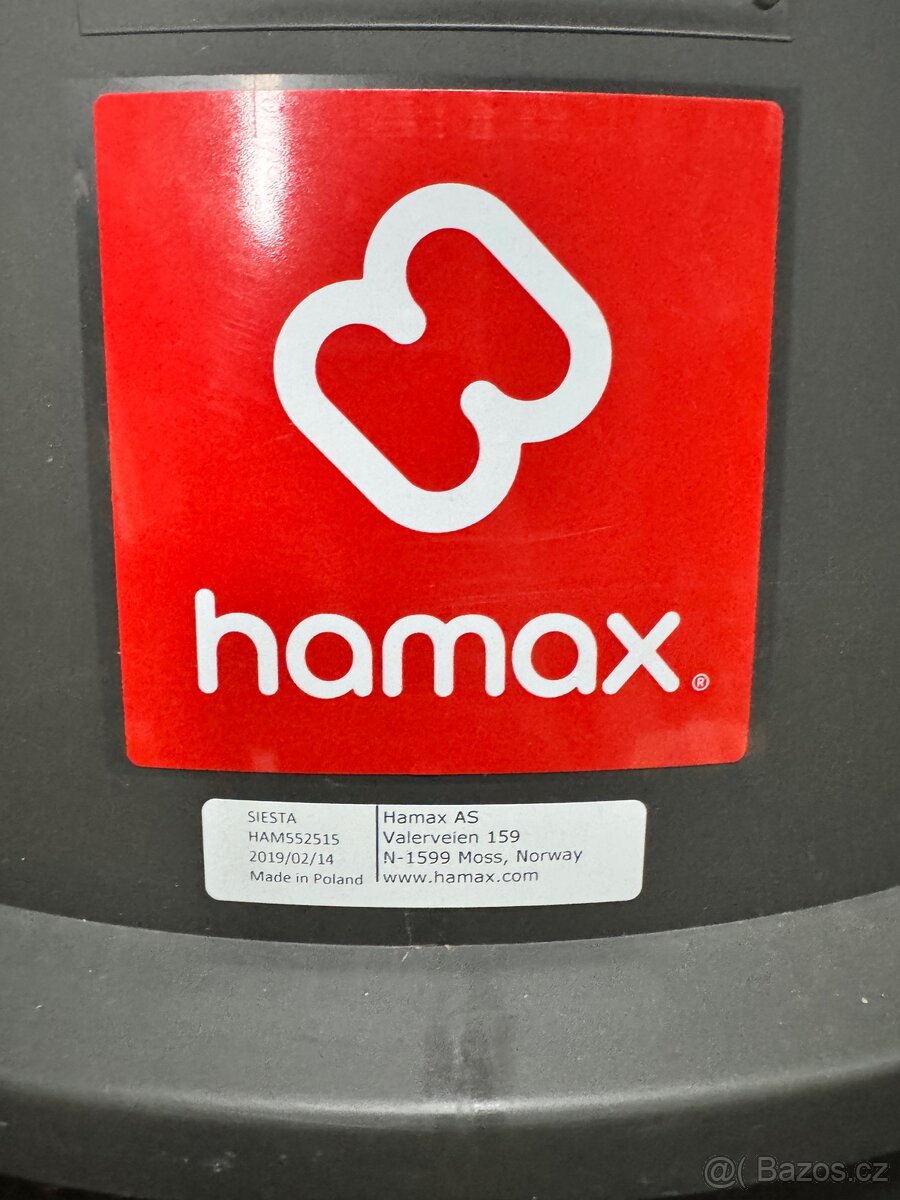 hamax®
SIESTA
HAM552515
2019/02/14
Made in Poland
Hamax AS
Valerveien 159
N-1599 Moss, Norway
www.hamax.com
@( Bazos.cz